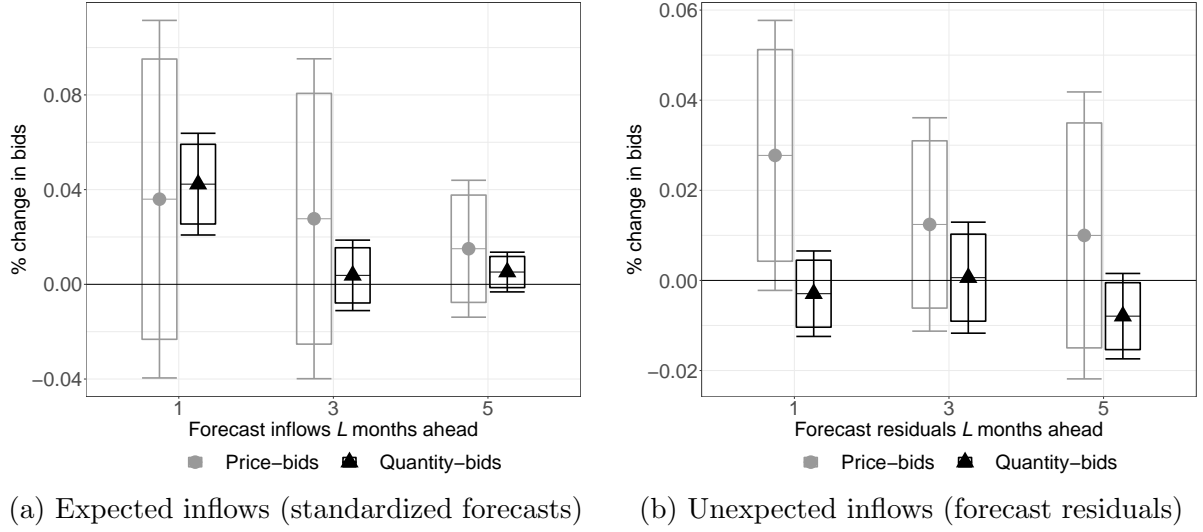 % change in bids
0.08
0.04
0.00
−0.04
1 3 5
Forecast inflows L months ahead
Price−bids Quantity−bids
(a) Expected inflows (standardized forecasts)
% change in bids
0.06
0.04
0.02
0.00
−0.02
1 3 5
Forecast residuals L months ahead
Price−bids Quantity−bids
(b) Unexpected inflows (forecast residuals)